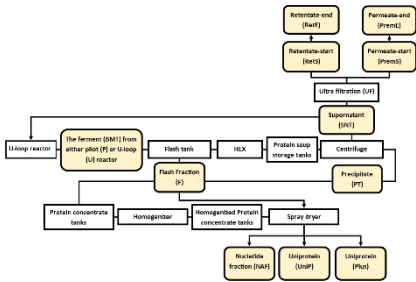 Retentate-end
(RetE)
Permeate-end
(PremE)
Retentate-start
(RetS)
Permeate-start
(PremS)
Ultra filtration (UF)
Supernatant
(SNT)
U-loop reactor
The ferment (BMT) from
either pilot (P) or U-loop
(U) reactor
Flash tank
HEX
Protein soup
storage tanks
Centrifuge
Flash Fraction
(F)
Precipitate
(PT)
Protein concentrate
tanks
Homogenizer
Homogenized Protein
concentrate tanks
Spray dryer
Nucleotide
fraction (NAF)
Uniprotein
(UniP)
Uniprotein
(Plus)